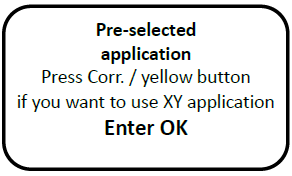 Pre-selected
application
Press Corr. / yellow button
if you want to use XY application
Enter OK